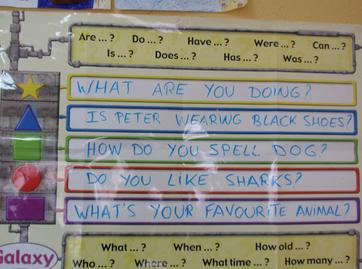 Are ... ? Do ... ? Have ... ? Were ... ? Can ... ?
Is ... ? Does ... ? Has ... ? Was ... ?
WHAT ARE YOU DOING?
IS PETER WEARING BLACK SHOES?
HOW DO YOU SPELL DOG?
DO YOU LIKE SHARKS?
WHAT'S YOUR FAVOURITE ANIMAL?
Galaxy
What ... ? When ... ? How old ... ?
Who ... ? Where ... ? What time ... ? How many ... ?